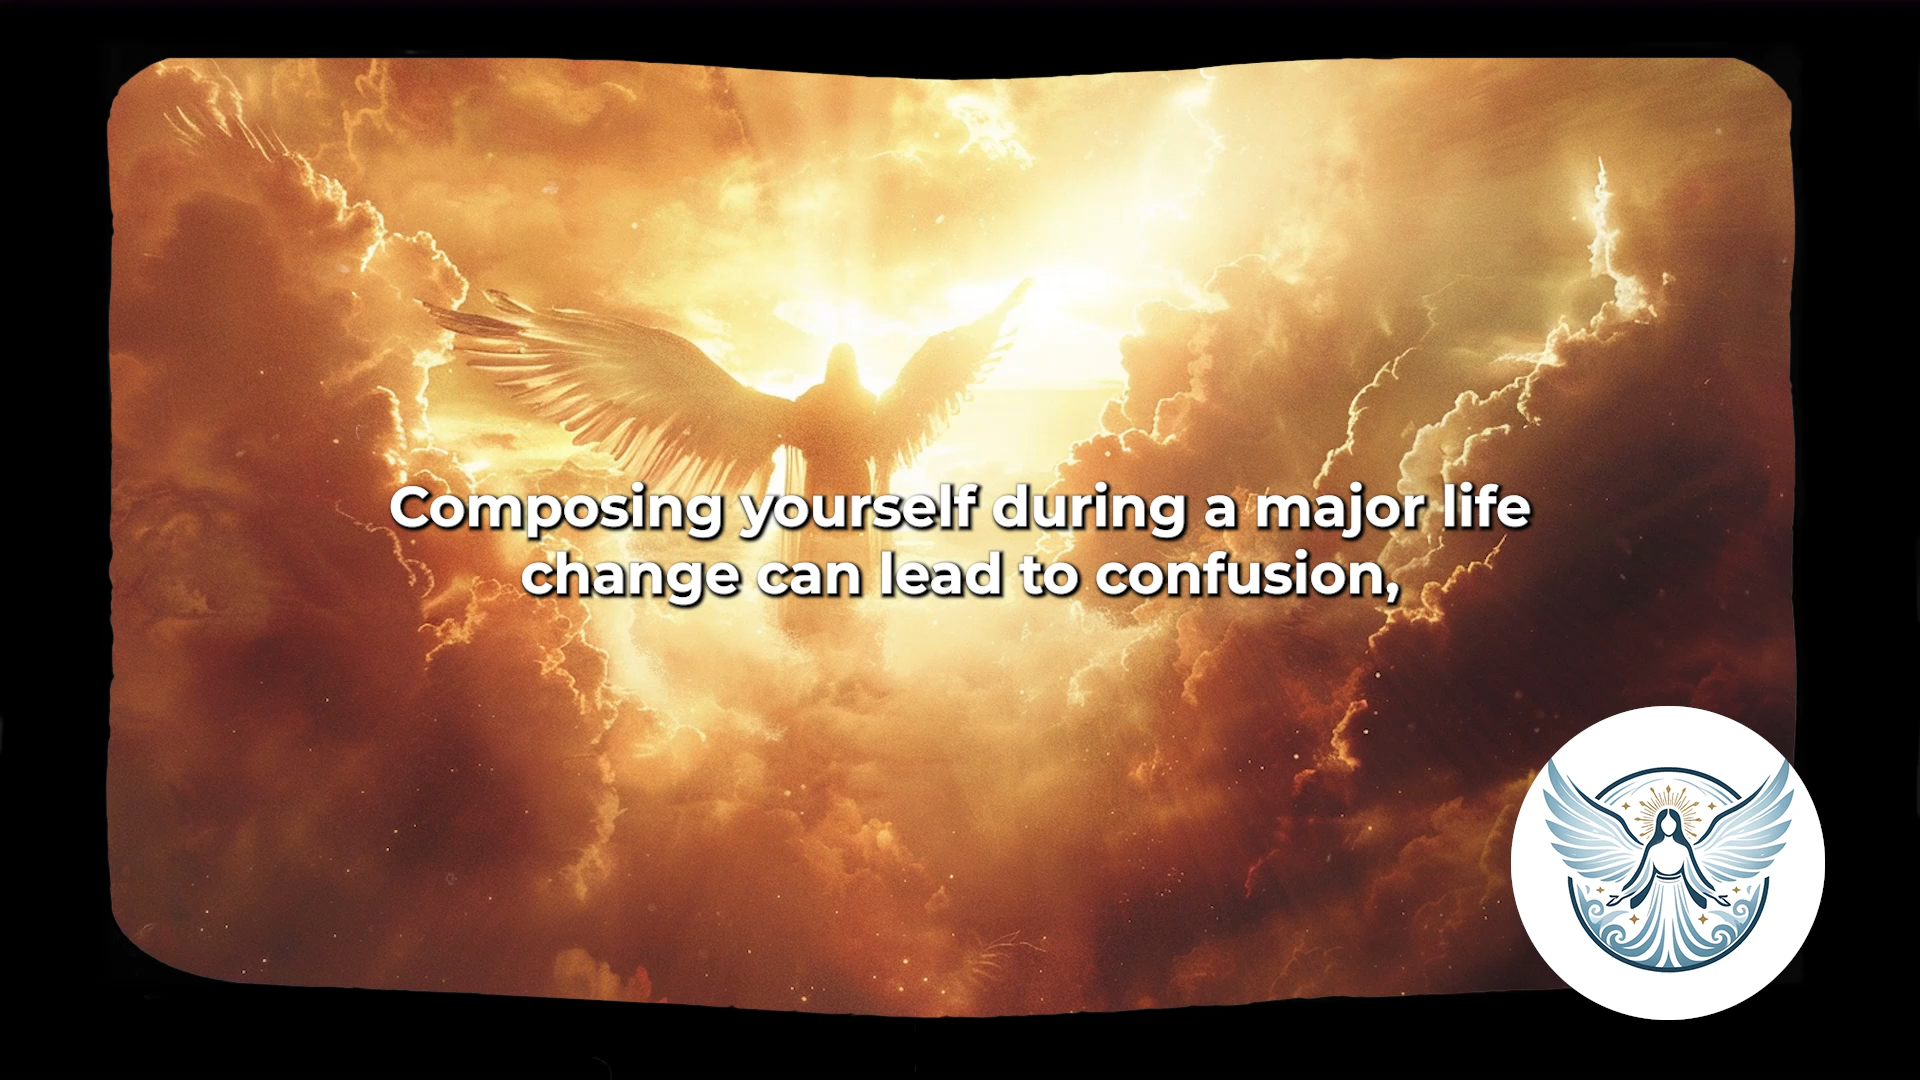 Composing yourself during a major life
change can lead to confusion,